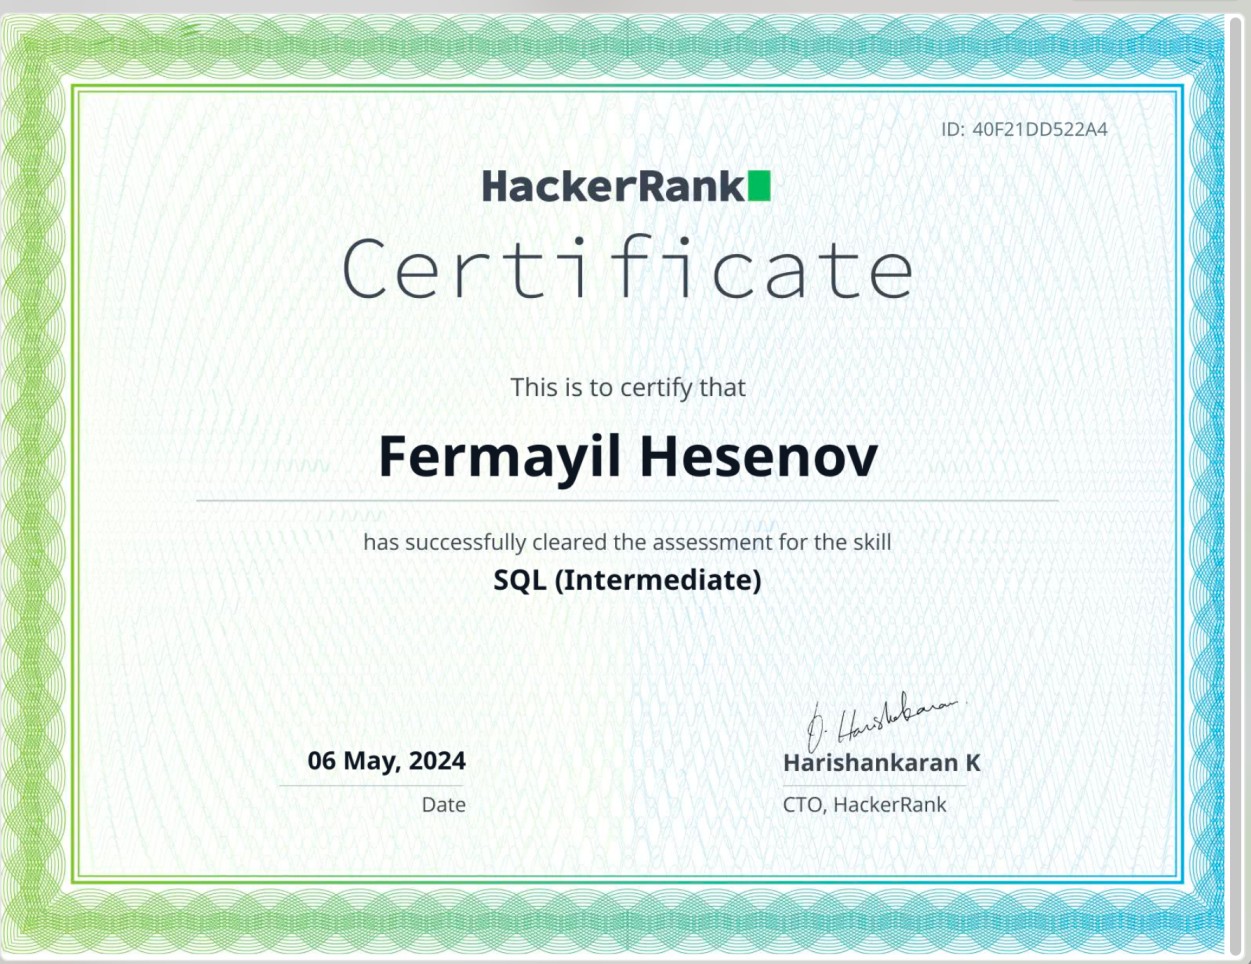 ID: 40F21DD522A4
HackerRank
Certificate
This is to certify that
Fermayil Hesenov
has successfully cleared the assessment for the skill
SQL (Intermediate)
J. Harishankaran
06 May, 2024
Harishankaran K
Date
CTO, HackerRank